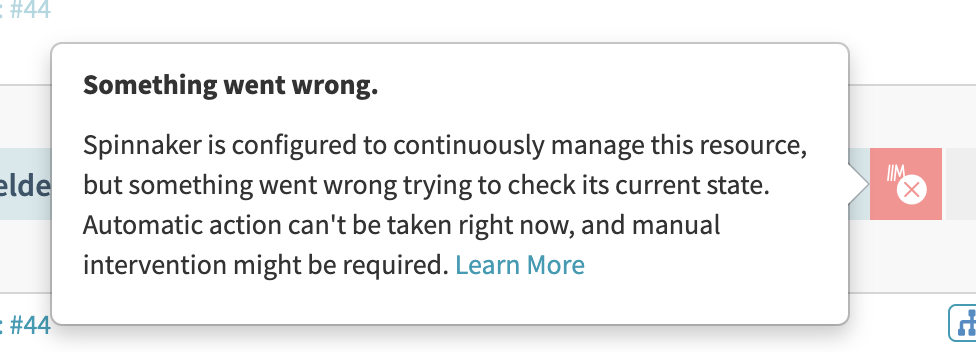 : #44
Something went wrong.
Spinnaker is configured to continuously manage this resource,
but something went wrong trying to check its current state.
Automatic action can't be taken right now, and manual
intervention might be required. Learn More
elde
: #44